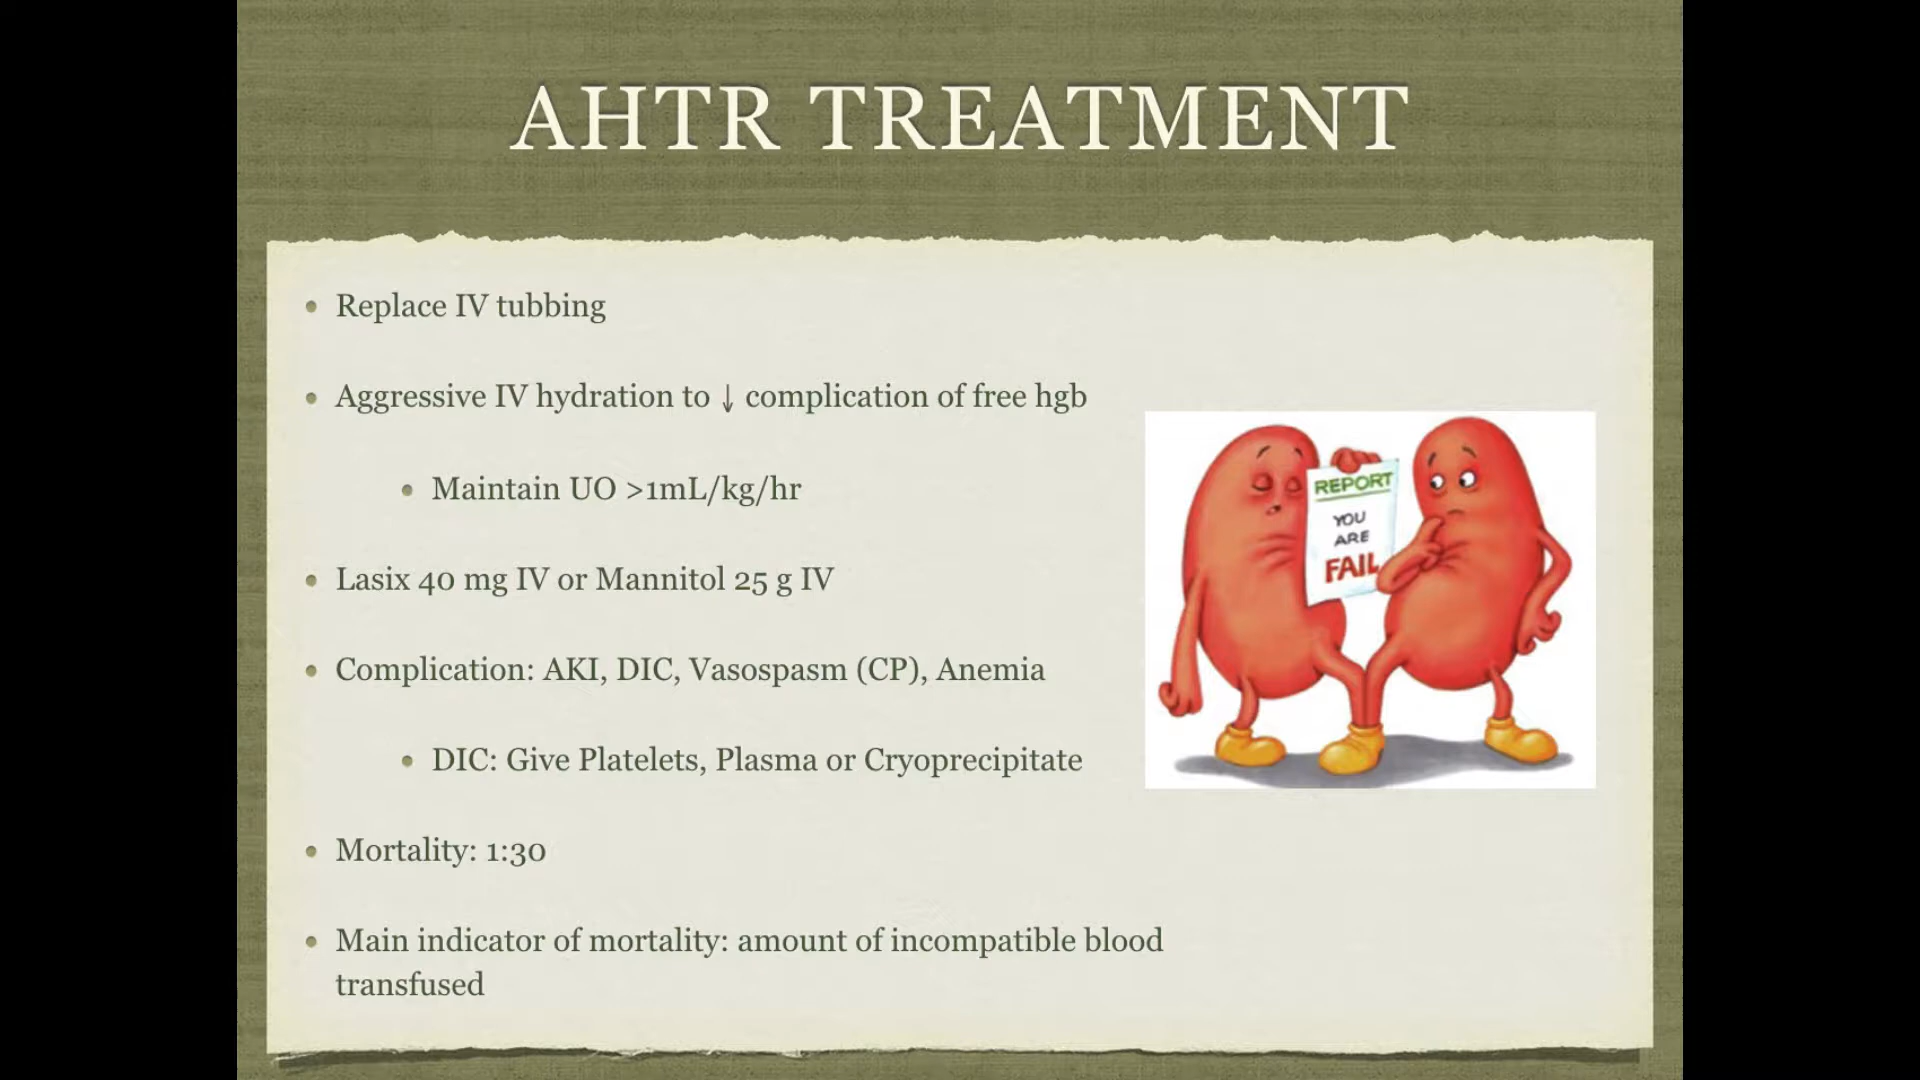 AHTR TREATMENT
• Replace IV tubbing
• Aggressive IV hydration to ↓ complication of free hgb
• Maintain UO >1mL/kg/hr
• Lasix 40 mg IV or Mannitol 25 g IV
• Complication: AKI, DIC, Vasospasm (CP), Anemia
• DIC: Give Platelets, Plasma or Cryoprecipitate
• Mortality: 1:30
• Main indicator of mortality: amount of incompatible blood
transfused
REPORT
YOU
ARE
FAIL